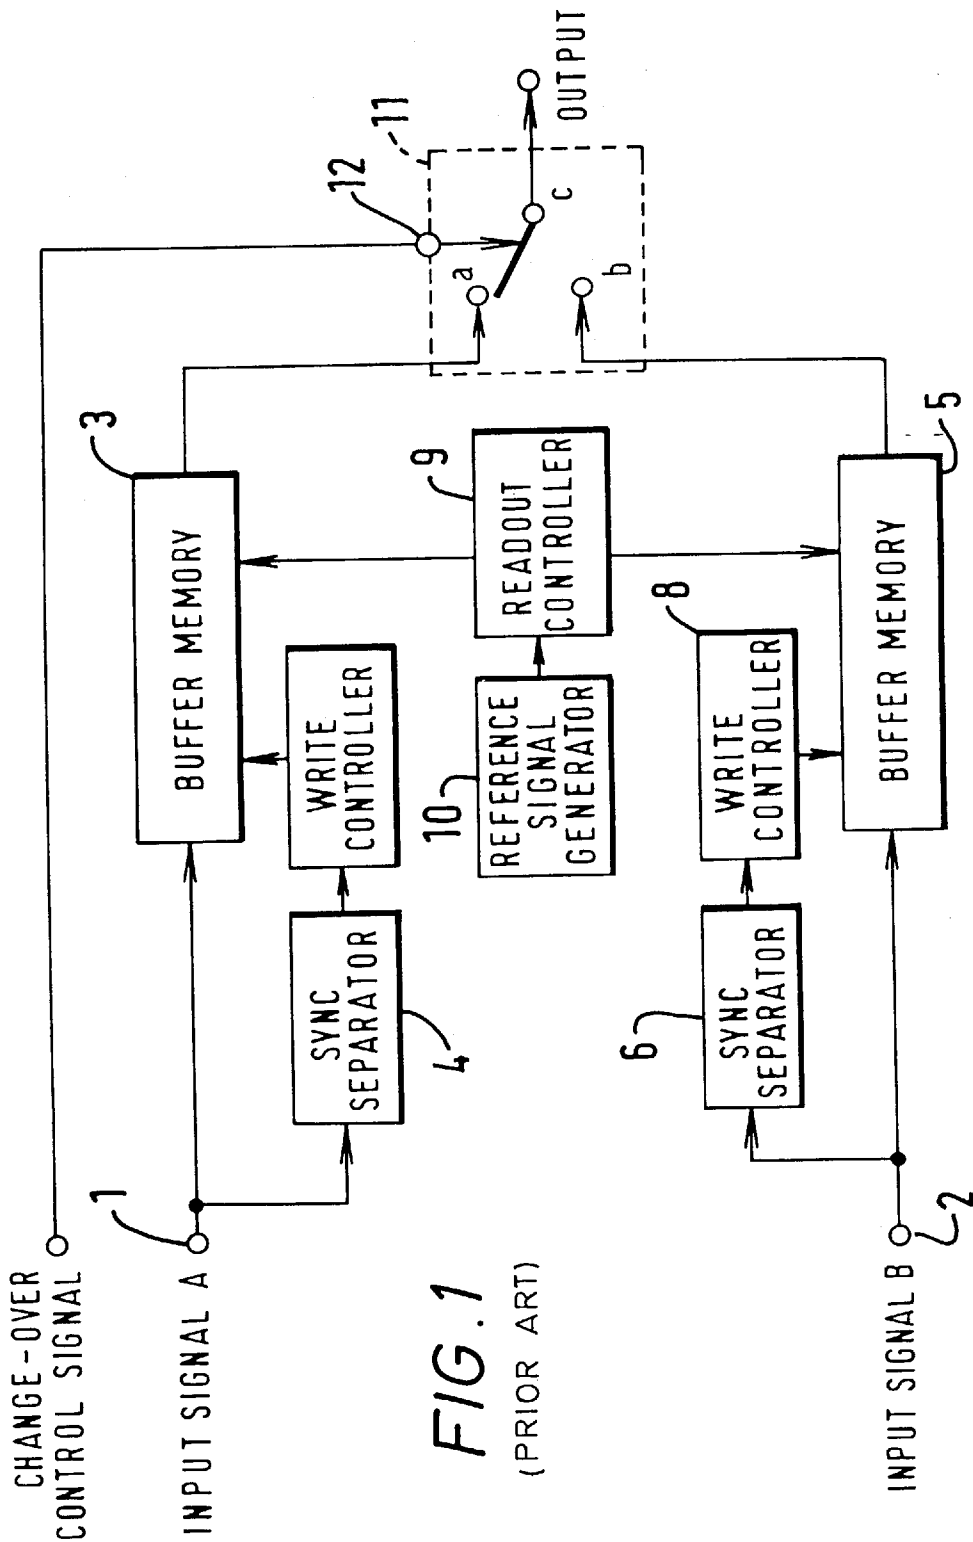 CHANGE-OVER
CONTROL SIGNAL
INPUT SIGNAL A
1
3
BUFFER MEMORY
WRITE
CONTROLLER
SYNC
SEPARATOR
4
12
11
a
c
b
OUTPUT
9
READOUT
CONTROLLER
10
REFERENCE
SIGNAL
GENERATOR
8
WRITE
CONTROLLER
6
SYNC
SEPARATOR
BUFFER MEMORY
5
INPUT SIGNAL B
2
FIG.1
(PRIOR ART)